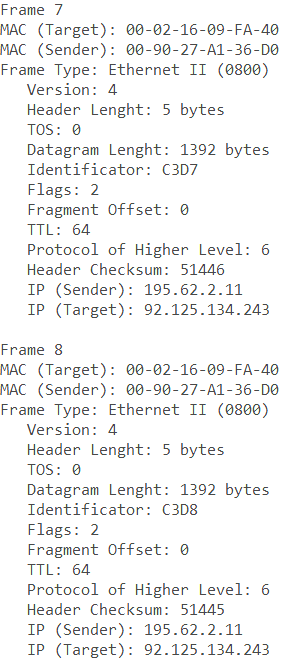 Frame 7
MAC (Target): 00-02-16-09-FA-40
MAC (Sender): 00-90-27-A1-36-D0
Frame Type: Ethernet II (0800)
Version: 4
Header Lenght: 5 bytes
TOS: 0
Datagram Lenght: 1392 bytes
Identificator: C3D7
Flags: 2
Fragment Offset: 0
TTL: 64
Protocol of Higher Level: 6
Header Checksum: 51446
IP (Sender): 195.62.2.11
IP (Target): 92.125.134.243
Frame 8
MAC (Target): 00-02-16-09-FA-40
MAC (Sender): 00-90-27-A1-36-D0
Frame Type: Ethernet II (0800)
Version: 4
Header Lenght: 5 bytes
TOS: 0
Datagram Lenght: 1392 bytes
Identificator: C3D8
Flags: 2
Fragment Offset: 0
TTL: 64
Protocol of Higher Level: 6
Header Checksum: 51445
IP (Sender): 195.62.2.11
IP (Target): 92.125.134.243